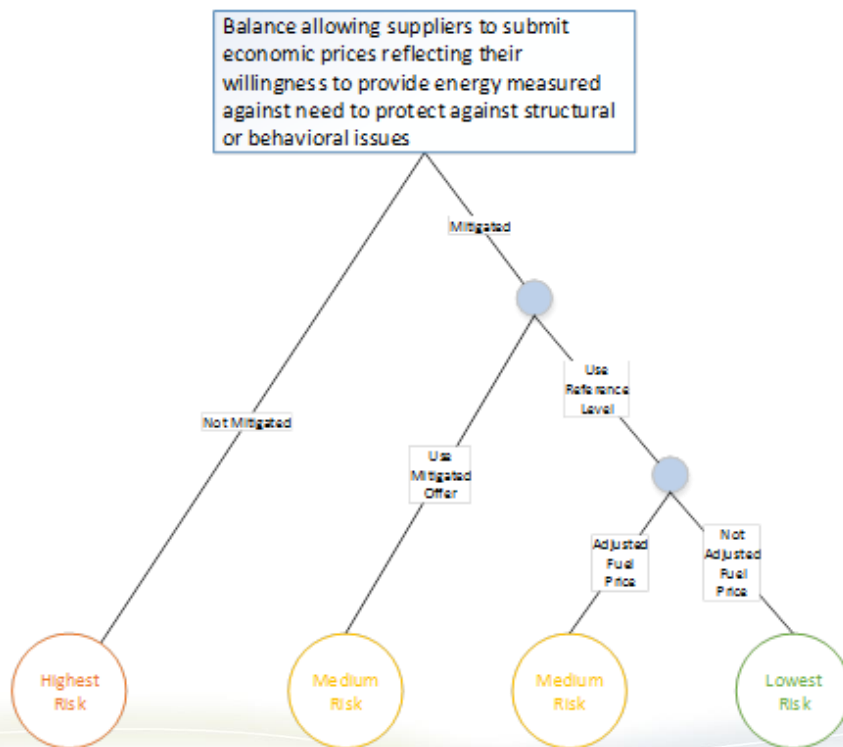 Balance allowing suppliers to submit
economic prices reflecting their
willingness to provide energy measured
against need to protect against structural
or behavioral issues
Mitigated
Use
Reference
Level
Not Mitigated
Use
Mitigated
Offer
Adjusted
Fuel
Price
Not
Adjusted
Fuel
Price
Highest
Risk
Medium
Risk
Medium
Risk
Lowest
Risk